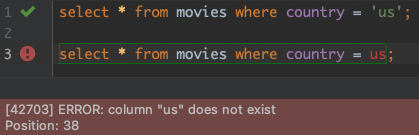 1 select * from movies where country = 'us';
2
3 select * from movies where country = us;
[42703] ERROR: column "us" does not exist
Position: 38